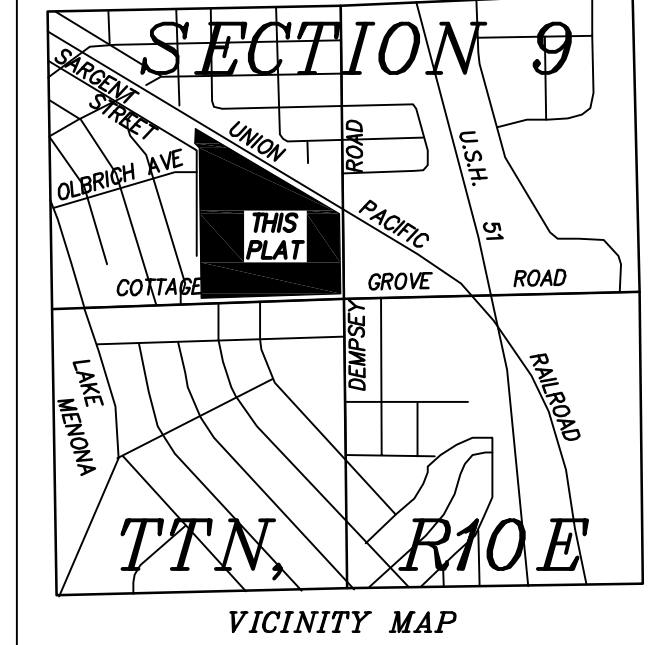 SECTION 9
SARGENT
STREET
UNION
ROAD
U.S.H.
51
OLBRICH AVE
PACIFIC
THIS
PLAT
COTTAGE
GROVE
ROAD
DEMPSEY
LAKE
MENONA
RAILROAD
TTN, R10E
VICINITY MAP